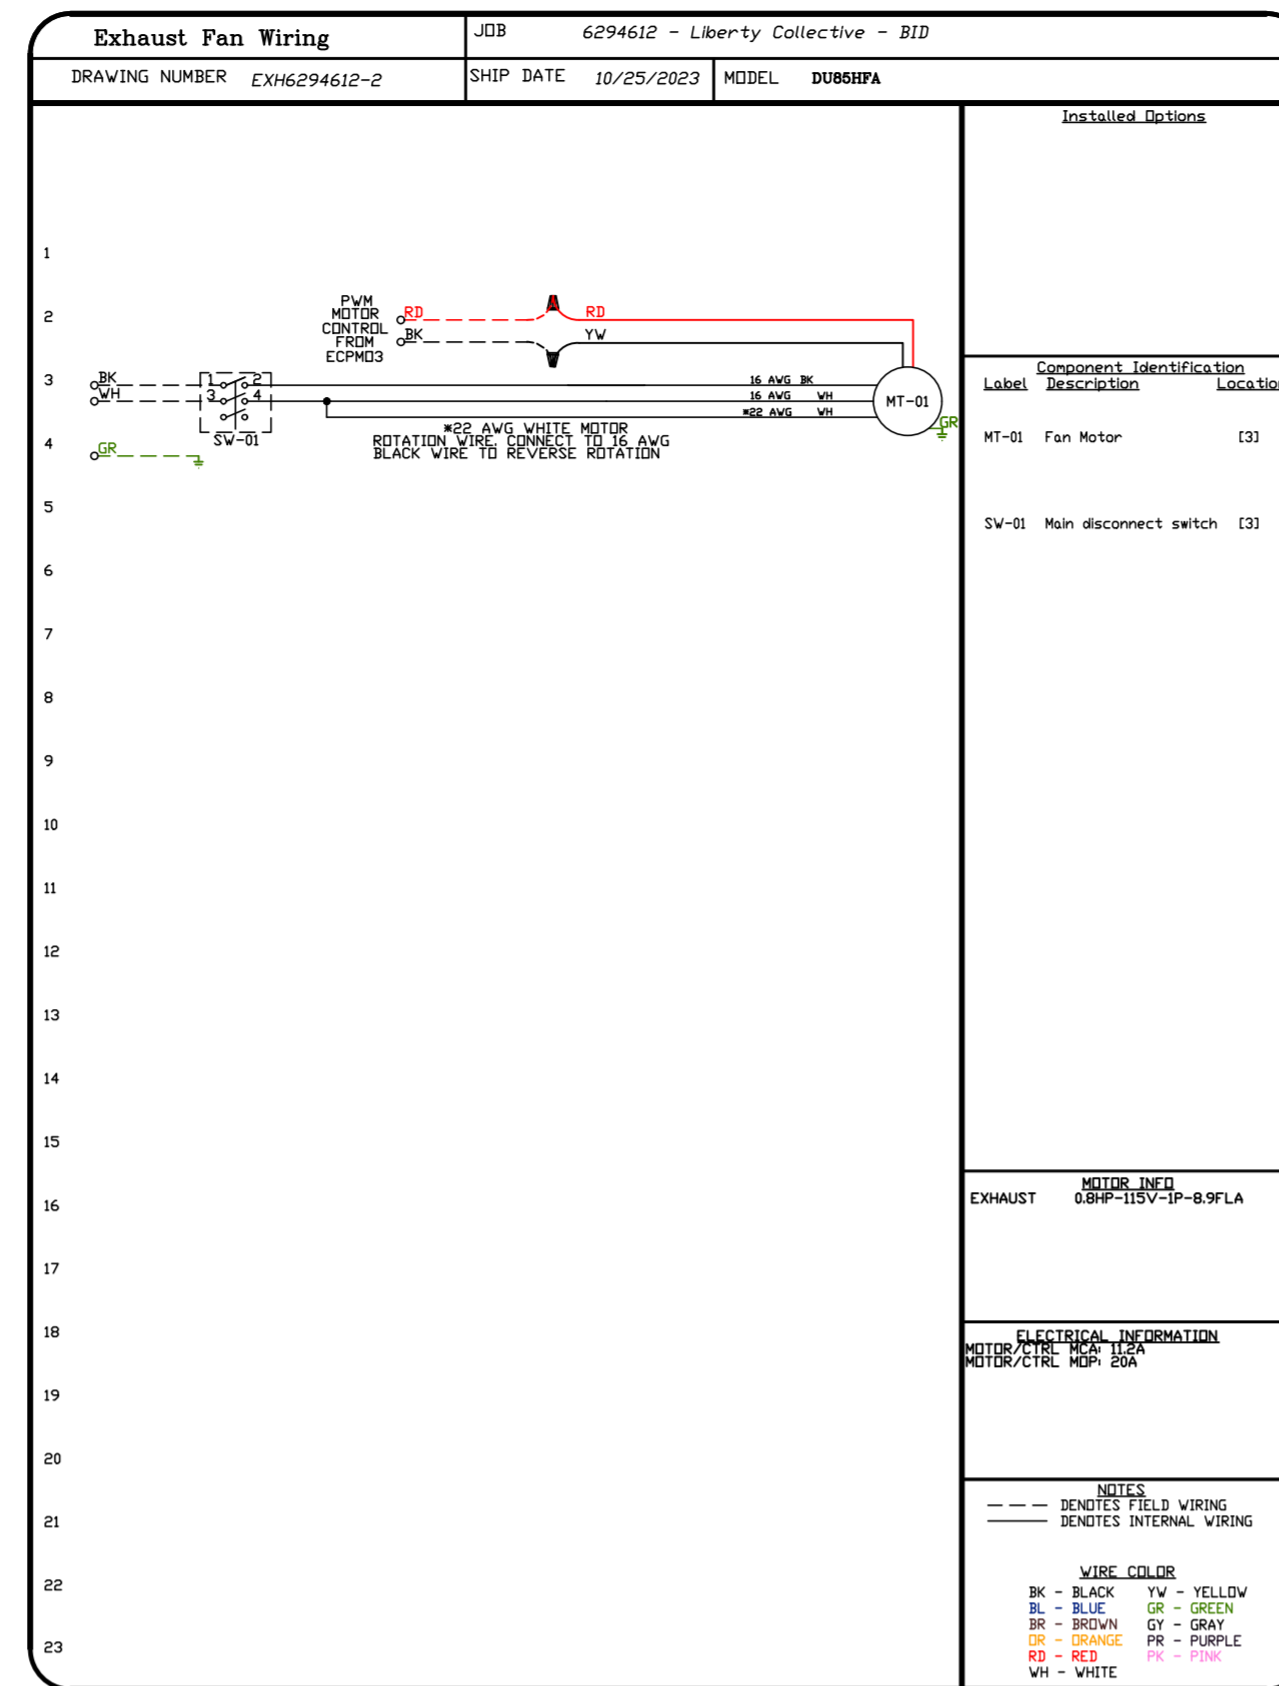 Exhaust Fan Wiring
JOB 6294612 - Liberty Collective - BID
DRAWING NUMBER EXH6294612-2
SHIP DATE 10/25/2023
MODEL DU85HFA
Installed Options
1
2
3
4
5
6
7
8
9
10
11
12
13
14
15
16
17
18
19
20
21
22
23
PWM
MOTOR
CONTROL
FROM
ECPM03
RD
BK
RD
YW
BK
WH
1 2
3 4
SW-01
GR
16 AWG BK
16 AWG WH
*22 AWG WH
MT-01
GR
*22 AWG WHITE MOTOR
ROTATION WIRE. CONNECT TO 16 AWG
BLACK WIRE TO REVERSE ROTATION
Component Identification
Label Description Location
MT-01 Fan Motor [3]
SW-01 Main disconnect switch [3]
MOTOR INFO
EXHAUST 0.8HP-115V-1P-8.9FLA
ELECTRICAL INFORMATION
MOTOR/CTRL MCA: 11.2A
MOTOR/CTRL MOP: 20A
NOTES
DENOTES FIELD WIRING
DENOTES INTERNAL WIRING
WIRE COLOR
BK - BLACK YW - YELLOW
BL - BLUE GR - GREEN
BR - BROWN GY - GRAY
OR - ORANGE PR - PURPLE
RD - RED PK - PINK
WH - WHITE